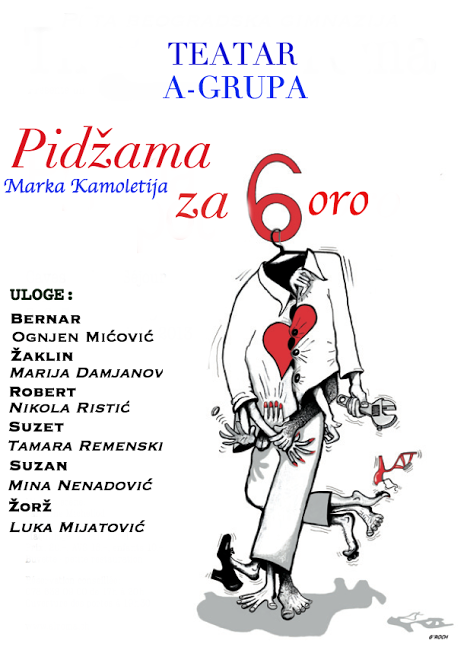 TEATAR
A-GRUPA
Pidžama
Marka Kamoletija
za 6oro
ULOGE:
BERNAR
OGNJEN MIĆOVIĆ
ŽAKLIN
MARIJA DAMJANOV
ROBERT
NIKOLA RISTIĆ
SUZET
TAMARA REMENSKI
SUZAN
MINA NENADOVIĆ
ŽORŽ
LUKA MIJATOVIĆ
G'ROCH